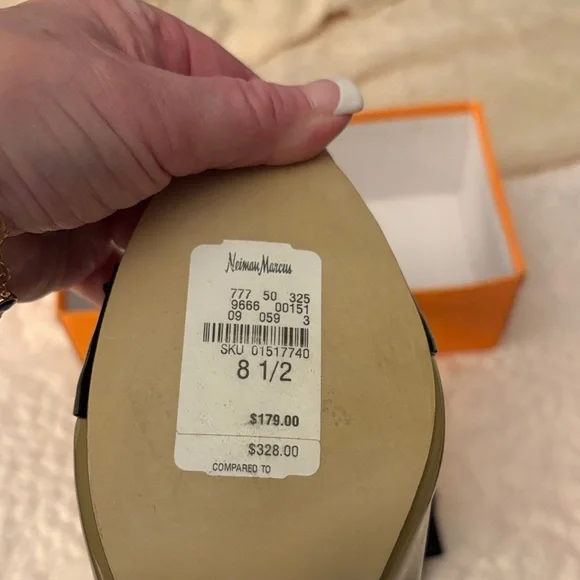 Neiman Marcus
777 50 325
9666 00151
09 059 3
SKU 01517740
8 1/2
$179.00
$328.00
COMPARED TO